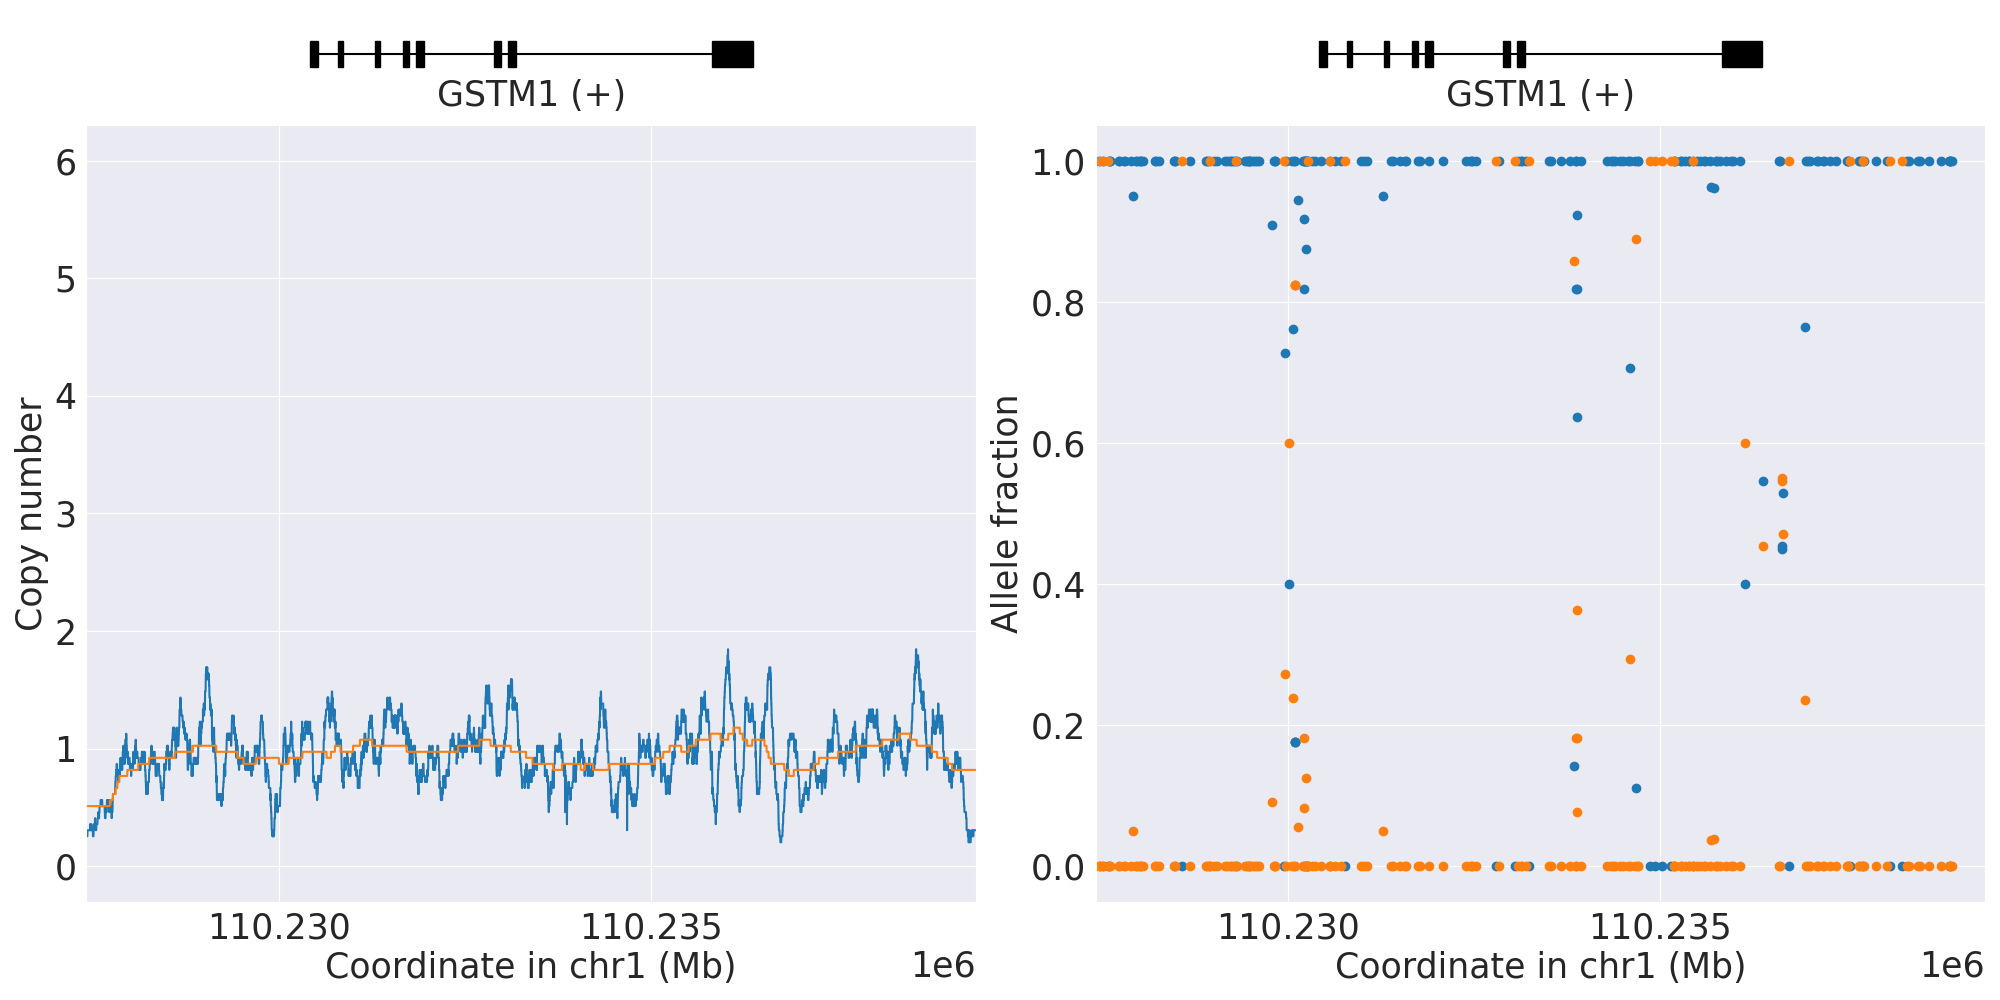 GSTM1 (+)
6
5
4
3
2
1
0
Copy number
110.230
110.235
Coordinate in chr1 (Mb)
1e6
GSTM1 (+)
1.0
0.8
0.6
0.4
0.2
0.0
Allele fraction
110.230
110.235
Coordinate in chr1 (Mb)
1e6